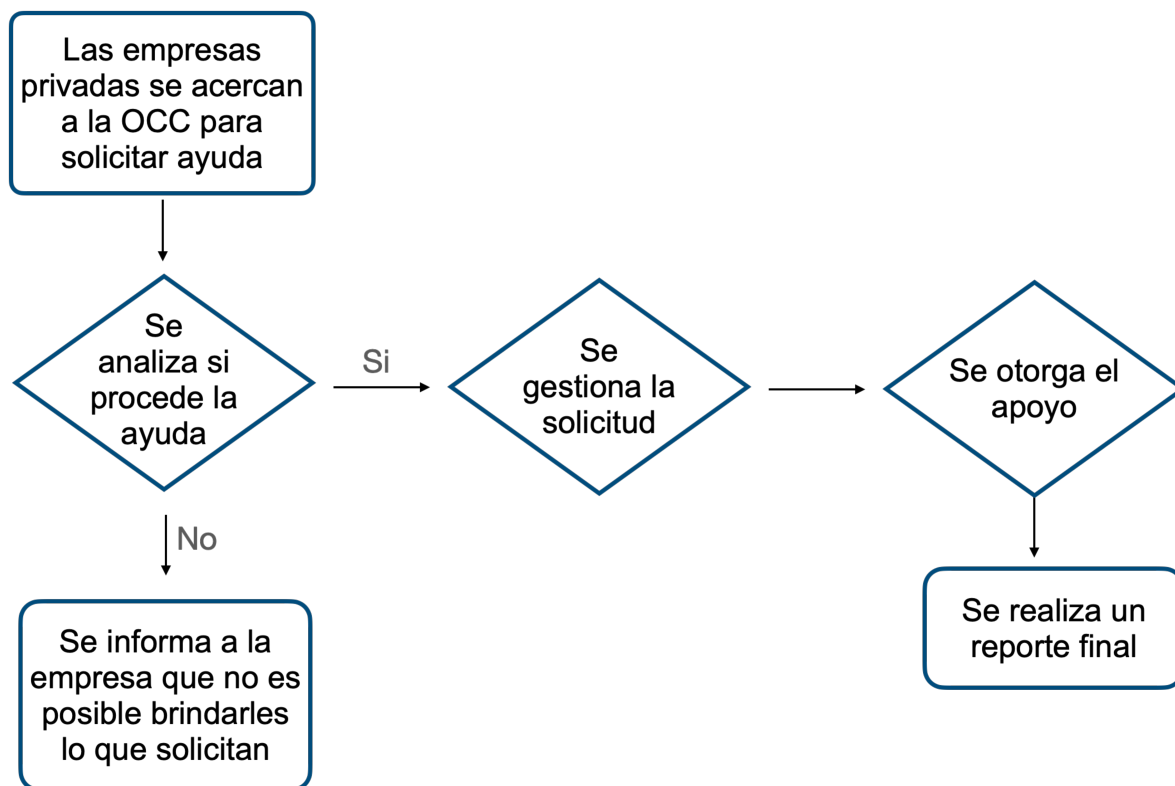 Las empresas
privadas se acercan
a la OCC para
solicitar ayuda
Se
analiza si
procede la
ayuda
Si
Se
gestiona la
solicitud
Se otorga el
apoyo
No
Se informa a la
empresa que no es
posible brindarles
lo que solicitan
Se realiza un
reporte final